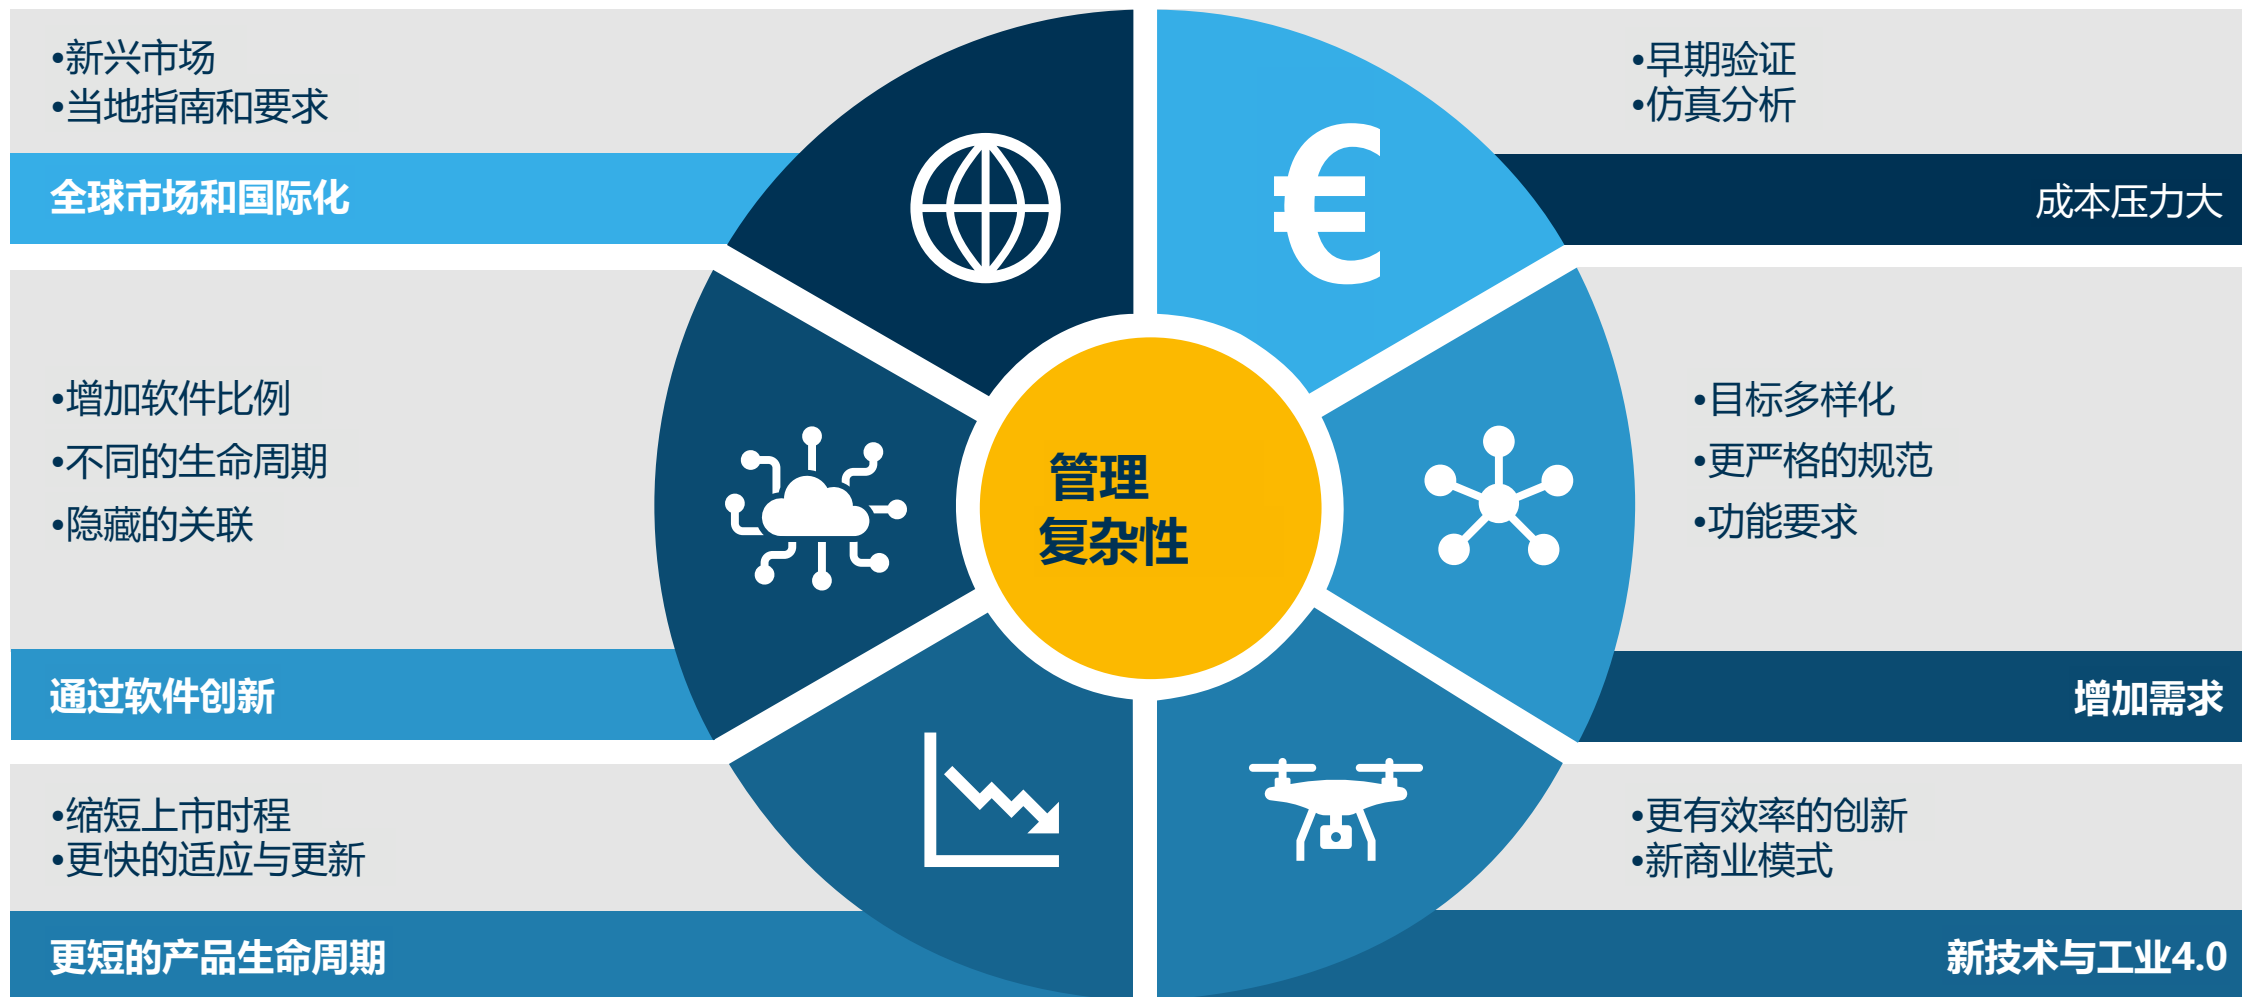 •新兴市场
•当地指南和要求
全球市场和国际化
•早期验证
•仿真分析
成本压力大
•增加软件比例
•不同的生命周期
•隐藏的关联
通过软件创新
管理
复杂性
•目标多样化
•更严格的规范
•功能要求
增加需求
•缩短上市时程
•更快的适应与更新
更短的产品生命周期
•更有效率的创新
•新商业模式
新技术与工业4.0